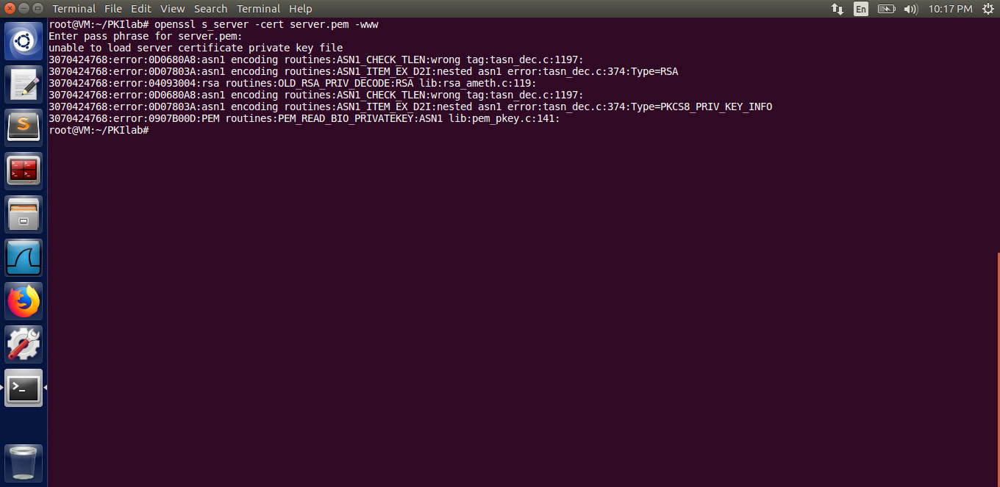 Terminal File Edit View Search Terminal Help En 10:17 PM
root@VM:~/PKIlab# openssl s_server -cert server.pem -www
Enter pass phrase for server.pem:
unable to load server certificate private key file
3070424768:error:0D0680A8:asn1 encoding routines:ASN1_CHECK_TLEN:wrong tag:tasn_dec.c:1197:
3070424768:error:0D07803A:asn1 encoding routines:ASN1_ITEM_EX_D2I:nested asn1 error:tasn_dec.c:374:Type=RSA
3070424768:error:04093004:rsa routines:OLD_RSA_PRIV_DECODE:RSA lib:rsa_ameth.c:119:
3070424768:error:0D0680A8:asn1 encoding routines:ASN1_CHECK_TLEN:wrong tag:tasn_dec.c:1197:
3070424768:error:0D07803A:asn1 encoding routines:ASN1_ITEM_EX_D2I:nested asn1 error:tasn_dec.c:374:Type=PKCS8_PRIV_KEY_INFO
3070424768:error:0907B00D:PEM routines:PEM_READ_BIO_PRIVATEKEY:ASN1 lib:pem_pkey.c:141:
root@VM:~/PKIlab#